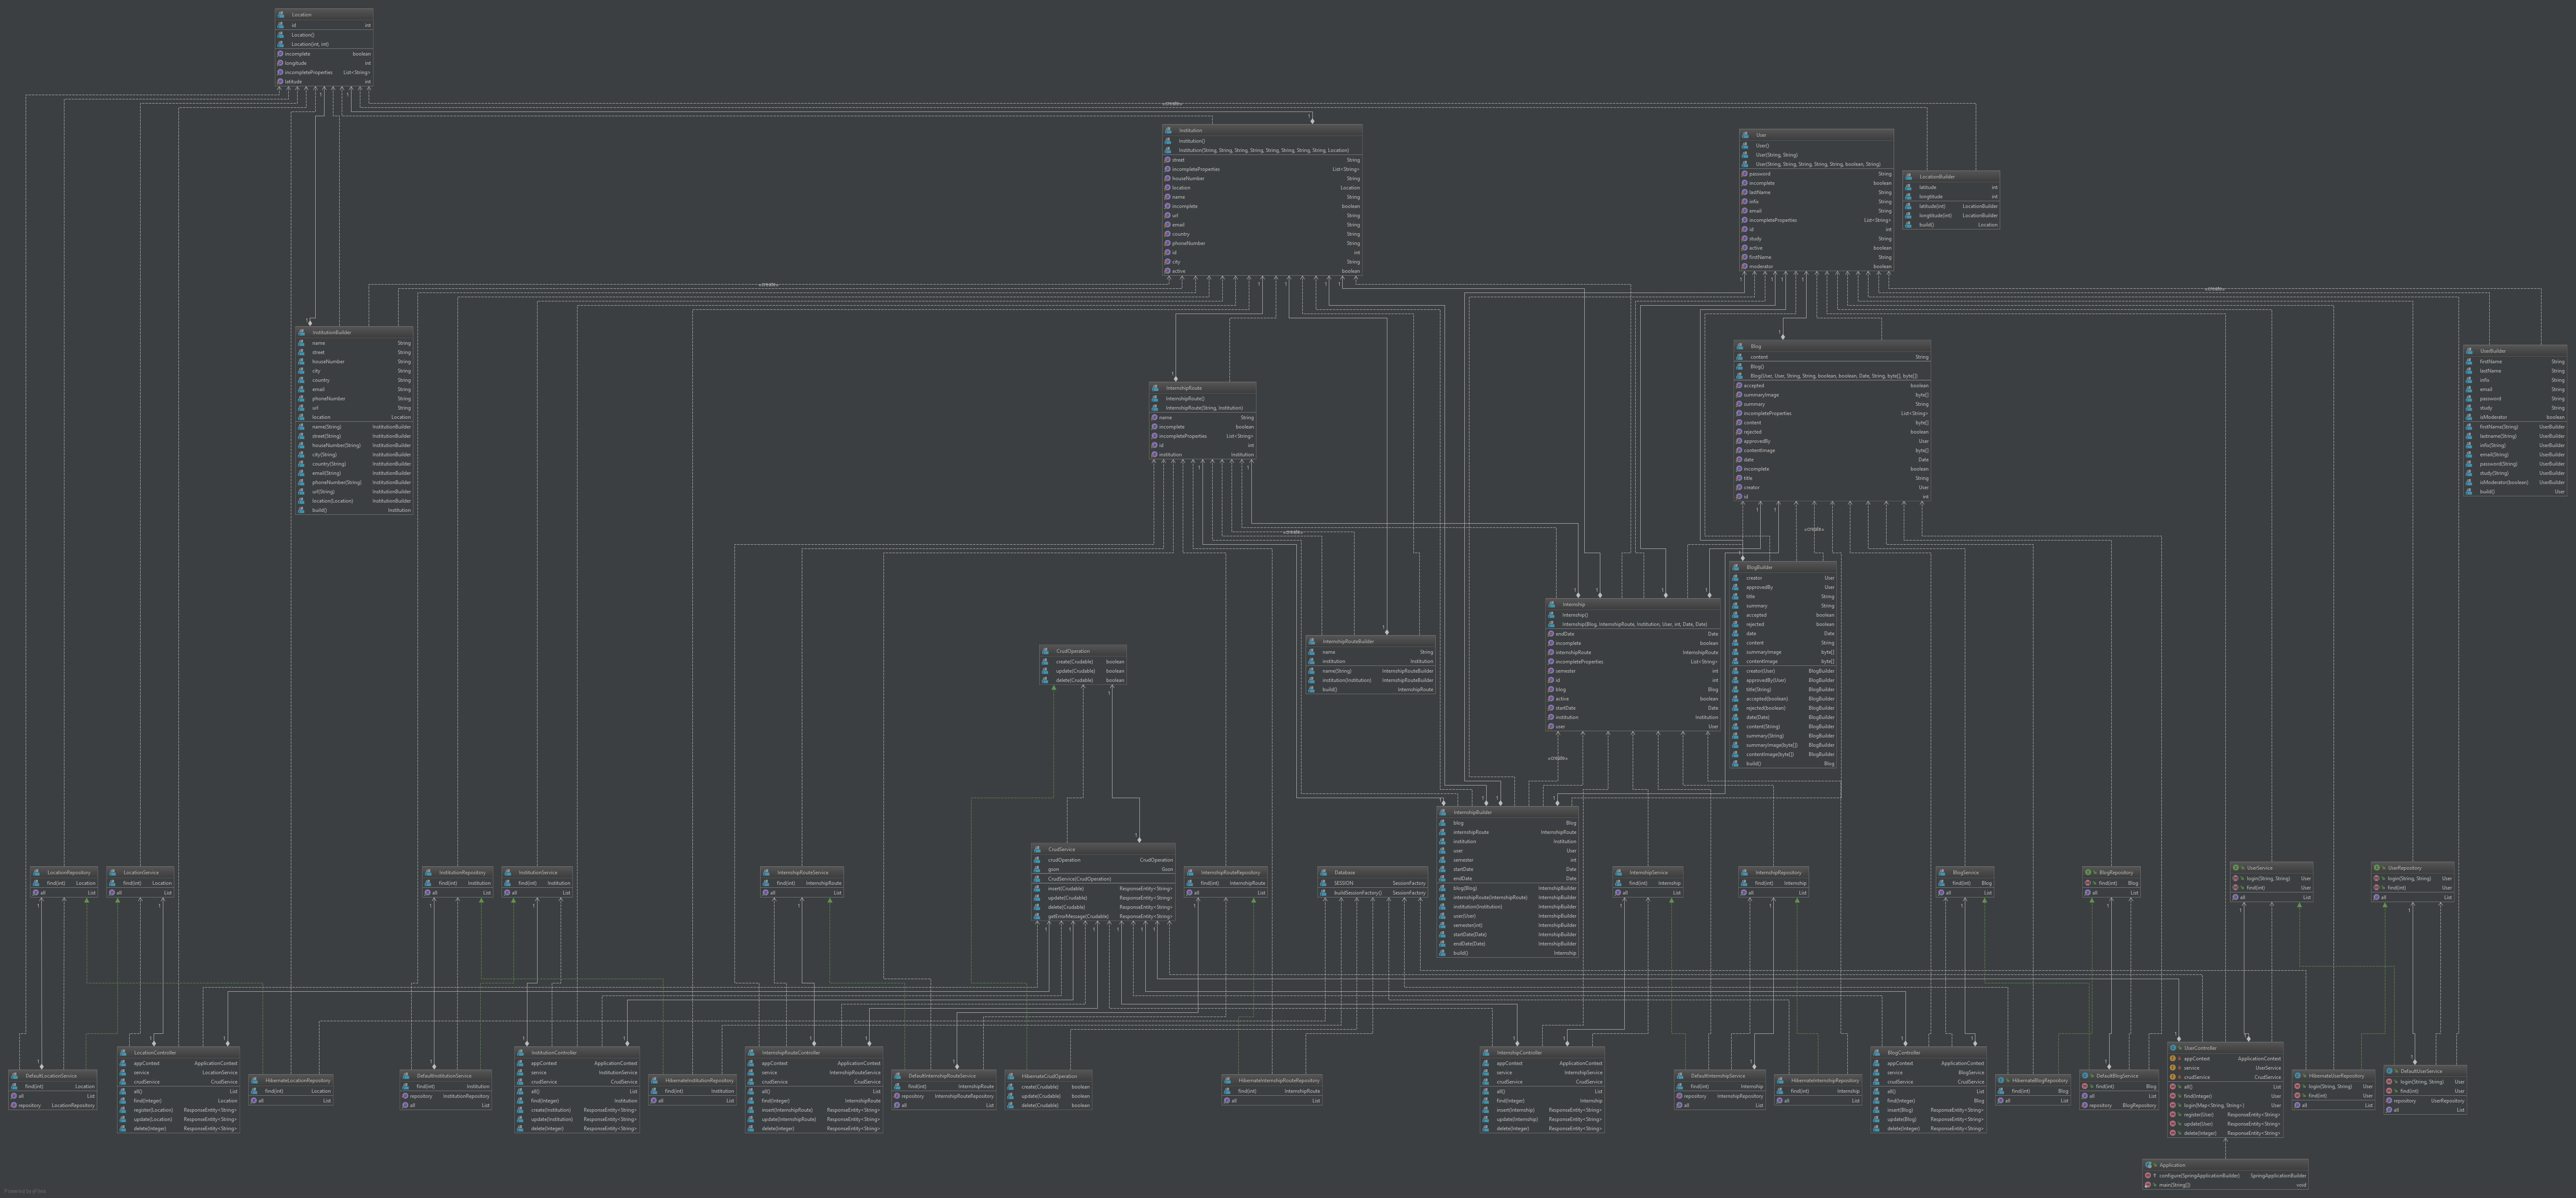 Location
id int
Location()
Location(int, int)
incomplete boolean
longitude int
incompleteProperties List<String>
latitude int
«create»
Institution
Institution()
Institution(String, String, String, String, String, String, String, String, Location)
street String
incompleteProperties List<String>
houseNumber String
location Location
name String
incomplete boolean
url String
email String
country String
phoneNumber String
id int
city String
active boolean
User
User()
User(String, String)
User(String, String, String, String, String, boolean, String)
password String
incomplete boolean
lastName String
infix String
email String
incompleteProperties List<String>
id int
study String
active boolean
firstName String
moderator boolean
LocationBuilder
latitude int
longtitude int
latitude(int) LocationBuilder
longtitude(int) LocationBuilder
build() Location
«create»
«create»
InstitutionBuilder
name String
street String
houseNumber String
city String
country String
email String
phoneNumber String
url String
location Location
name(String) InstitutionBuilder
street(String) InstitutionBuilder
houseNumber(String) InstitutionBuilder
city(String) InstitutionBuilder
country(String) InstitutionBuilder
email(String) InstitutionBuilder
phoneNumber(String) InstitutionBuilder
url(String) InstitutionBuilder
location(Location) InstitutionBuilder
build() Institution
InternshipRoute
InternshipRoute()
InternshipRoute(String, Institution)
name String
incomplete boolean
incompleteProperties List<String>
id int
institution Institution
Blog
content String
Blog()
Blog(User, User, String, String, boolean, boolean, Date, String, byte[], byte[])
accepted boolean
summaryImage byte[]
summary String
incompleteProperties List<String>
content byte[]
rejected boolean
approvedBy User
contentImage byte[]
date Date
incomplete boolean
title String
creator User
id int
UserBuilder
firstName String
lastName String
infix String
email String
password String
study String
isModerator boolean
firstName(String) UserBuilder
lastname(String) UserBuilder
infix(String) UserBuilder
email(String) UserBuilder
password(String) UserBuilder
study(String) UserBuilder
isModerator(boolean) UserBuilder
build() User
«create»
«create»
BlogBuilder
creator User
approvedBy User
title String
summary String
accepted boolean
rejected boolean
date Date
content String
summaryImage byte[]
contentImage byte[]
creator(User) BlogBuilder
approvedBy(User) BlogBuilder
title(String) BlogBuilder
accepted(boolean) BlogBuilder
rejected(boolean) BlogBuilder
date(Date) BlogBuilder
content(String) BlogBuilder
summary(String) BlogBuilder
summaryImage(byte[]) BlogBuilder
contentImage(byte[]) BlogBuilder
build() Blog
Internship
Internship()
Internship(Blog, InternshipRoute, Institution, User, int, Date, Date)
endDate Date
incomplete boolean
internshipRoute InternshipRoute
incompleteProperties List<String>
semester int
id int
blog Blog
active boolean
startDate Date
institution Institution
user User
InternshipRouteBuilder
name String
institution Institution
name(String) InternshipRouteBuilder
institution(Institution) InternshipRouteBuilder
build() InternshipRoute
CrudOperation
create(Crudable) boolean
update(Crudable) boolean
delete(Crudable) boolean
«create»
InternshipBuilder
blog Blog
internshipRoute InternshipRoute
institution Institution
user User
semester int
startDate Date
endDate Date
blog(Blog) InternshipBuilder
internshipRoute(InternshipRoute) InternshipBuilder
institution(Institution) InternshipBuilder
user(User) InternshipBuilder
semester(int) InternshipBuilder
startDate(Date) InternshipBuilder
endDate(Date) InternshipBuilder
build() Internship
CrudService
crudOperation CrudOperation
gson Gson
CrudService(CrudOperation)
insert(Crudable) ResponseEntity<String>
update(Crudable) ResponseEntity<String>
delete(Crudable) ResponseEntity<String>
getErrorMessage(Crudable) ResponseEntity<String>
LocationRepository
find(int) Location
all List
LocationService
find(int) Location
all List
InstitutionRepository
find(int) Institution
all List
InstitutionService
find(int) Institution
all List
InternshipRouteService
find(int) InternshipRoute
all List
InternshipRouteRepository
find(int) InternshipRoute
all List
Database
SESSION SessionFactory
buildSessionFactory() SessionFactory
InternshipService
find(int) Internship
all List
InternshipRepository
find(int) Internship
all List
BlogService
find(int) Blog
all List
BlogRepository
find(int) Blog
all List
UserService
login(String, String) User
find(int) User
all List
UserRepository
login(String, String) User
find(int) User
all List
DefaultLocationService
find(int) Location
all List
repository LocationRepository
LocationController
appContext ApplicationContext
service LocationService
crudService CrudService
all() List
find(Integer) Location
register(Location) ResponseEntity<String>
update(Location) ResponseEntity<String>
delete(Integer) ResponseEntity<String>
HibernateLocationRepository
find(int) Location
all List
DefaultInstitutionService
find(int) Institution
repository InstitutionRepository
all List
InstitutionController
appContext ApplicationContext
service InstitutionService
crudService CrudService
all() List
find(Integer) Institution
create(Institution) ResponseEntity<String>
update(Institution) ResponseEntity<String>
delete(Integer) ResponseEntity<String>
HibernateInstitutionRepository
find(int) Institution
all List
InternshipRouteController
appContext ApplicationContext
service InternshipRouteService
crudService CrudService
all() List
find(Integer) InternshipRoute
insert(InternshipRoute) ResponseEntity<String>
update(InternshipRoute) ResponseEntity<String>
delete(Integer) ResponseEntity<String>
DefaultInternshipRouteService
find(int) InternshipRoute
repository InternshipRouteRepository
all List
HibernateCrudOperation
create(Crudable) boolean
update(Crudable) boolean
delete(Crudable) boolean
HibernateInternshipRouteRepository
find(int) InternshipRoute
all List
InternshipController
appContext ApplicationContext
service InternshipService
crudService CrudService
all() List
find(Integer) Internship
insert(Internship) ResponseEntity<String>
update(Internship) ResponseEntity<String>
delete(Integer) ResponseEntity<String>
DefaultInternshipService
find(int) Internship
repository InternshipRepository
all List
HibernateInternshipRepository
find(int) Internship
all List
BlogController
appContext ApplicationContext
service BlogService
crudService CrudService
all() List
find(Integer) Blog
insert(Blog) ResponseEntity<String>
update(Blog) ResponseEntity<String>
delete(Integer) ResponseEntity<String>
HibernateBlogRepository
find(int) Blog
all List
DefaultBlogService
find(int) Blog
all List
repository BlogRepository
UserController
appContext ApplicationContext
service UserService
crudService CrudService
all() List
find(Integer) User
login(Map<String, String>) User
register(User) ResponseEntity<String>
update(User) ResponseEntity<String>
delete(Integer) ResponseEntity<String>
HibernateUserRepository
login(String, String) User
find(int) User
all List
DefaultUserService
login(String, String) User
find(int) User
repository UserRepository
all List
Application
configure(SpringApplicationBuilder) SpringApplicationBuilder
main(String[]) void
Powered by yFiles